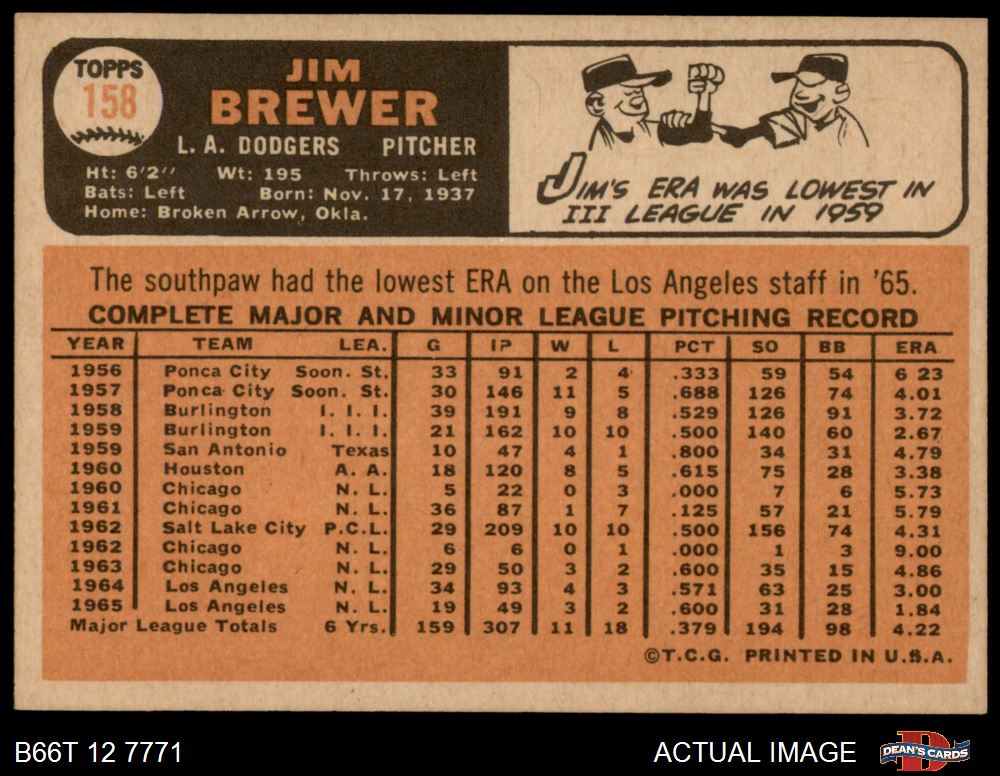 TOPPS
158
JIM
BREWER
L. A. DODGERS PITCHER
Ht: 6'2" Wt: 195 Throws: Left
Bats: Left Born: Nov. 17, 1937
Home: Broken Arrow, Okla.
JIM'S ERA WAS LOWEST IN
III LEAGUE IN 1959
The southpaw had the lowest ERA on the Los Angeles staff in '65.
COMPLETE MAJOR AND MINOR LEAGUE PITCHING RECORD
YEAR TEAM LEA. G IP W L PCT SO BB ERA
1956 Ponca City Soon. St. 33 91 2 4 .333 59 54 6 23
1957 Ponca City Soon. St. 30 146 11 5 .688 126 74 4.01
1958 Burlington I. I. I. 39 191 9 8 .529 126 91 3.72
1959 Burlington I. I. I. 21 162 10 10 .500 140 60 2.67
1959 San Antonio Texas 10 47 4 1 .800 34 31 4.79
1960 Houston A. A. 18 120 8 5 .615 75 28 3.38
1960 Chicago N. L. 5 22 0 3 .000 7 6 5.73
1961 Chicago N. L. 36 87 1 7 .125 57 21 5.79
1962 Salt Lake City P.C.L. 29 209 10 10 .500 156 74 4.31
1962 Chicago N. L. 6 6 0 1 .000 1 3 9.00
1963 Chicago N. L. 29 50 3 2 .600 35 15 4.86
1964 Los Angeles N. L. 34 93 4 3 .571 63 25 3.00
1965 Los Angeles N. L. 19 49 3 2 .600 31 28 1.84
Major League Totals 6 Yrs. 159 307 11 18 .379 194 98 4.22
©T.C.G. PRINTED IN U.S.A.
B66T 12 7771 ACTUAL IMAGE DEAN'S CARDS